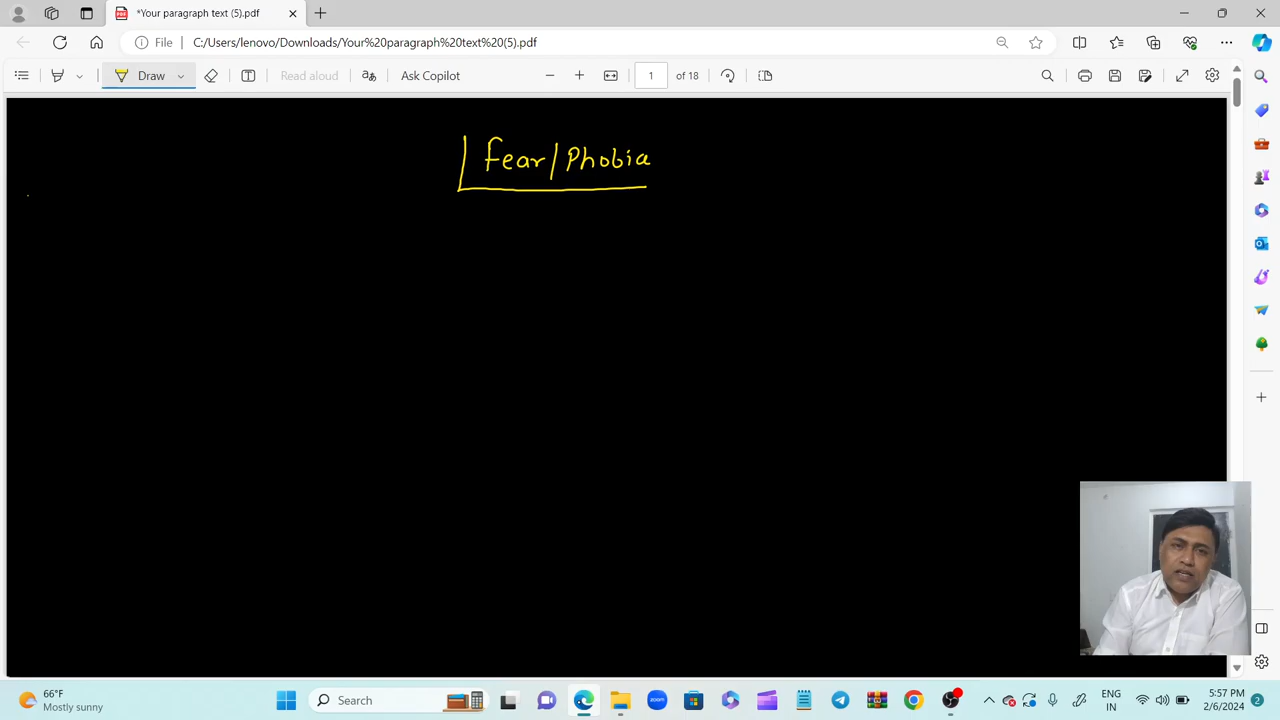 *Your paragraph text (5).pdf
File
C:/Users/lenovo/Downloads/Your%20paragraph%20text%20(5).pdf
Draw
Read aloud
Ask Copilot
1
of 18
Fear/Phobia
66°F
Mostly sunny
Search
ENG
IN
5:57 PM
2/6/2024
2